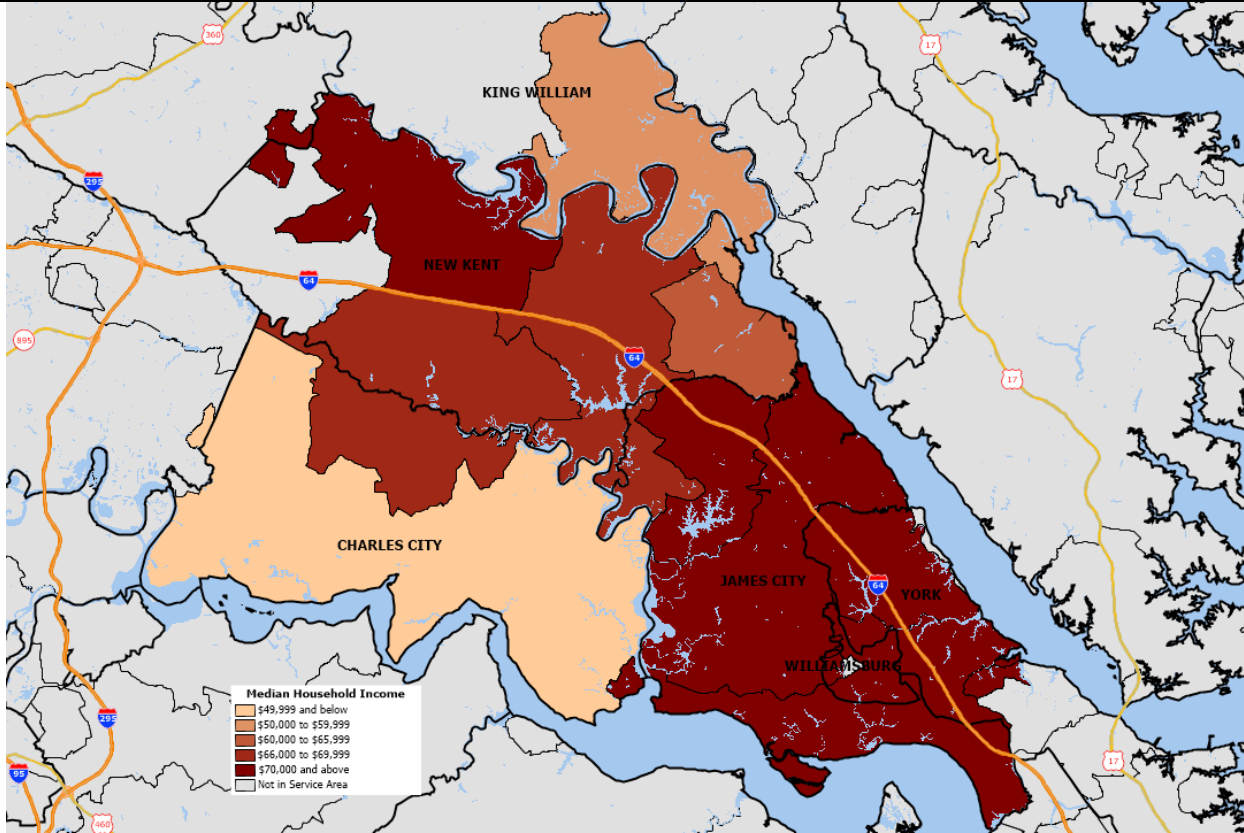 360
17
KING WILLIAM
295
NEW KENT
64
895
64
17
CHARLES CITY
JAMES CITY
64
YORK
WILLIAMSBURG
Median Household Income
$49,999 and below
$50,000 to $59,999
$60,000 to $65,999
$66,000 to $69,999
$70,000 and above
Not in Service Area
295
95
17
460